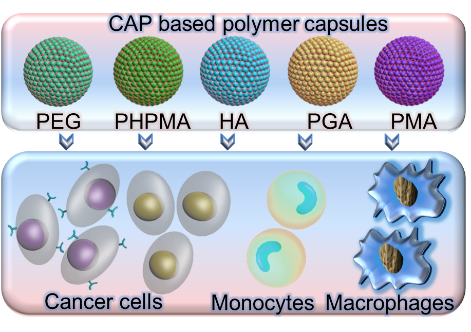 CAP based polymer capsules
PEG PHPMA HA PGA PMA
Cancer cells Monocytes Macrophages